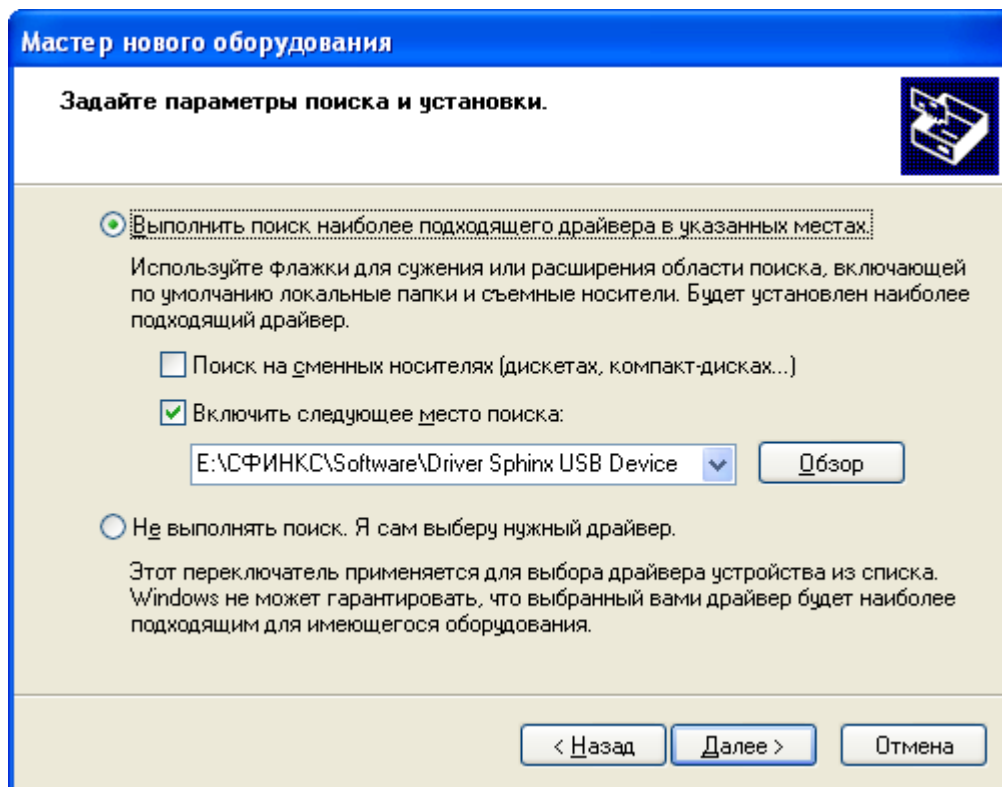 Мастер нового оборудования
Задайте параметры поиска и установки.
Выполнить поиск наиболее подходящего драйвера в указанных местах.
Используйте флажки для сужения или расширения области поиска, включающей
по умолчанию локальные папки и съемные носители. Будет установлен наиболее
подходящий драйвер.
Поиск на сменных носителях (дискетах, компакт-дисках...)
Включить следующее место поиска:
E:\СФИНКС\Software\Driver Sphinx USB Device
Обзор
Не выполнять поиск. Я сам выберу нужный драйвер.
Этот переключатель применяется для выбора драйвера устройства из списка.
Windows не может гарантировать, что выбранный вами драйвер будет наиболее
подходящим для имеющегося оборудования.
< Назад
Далее >
Отмена